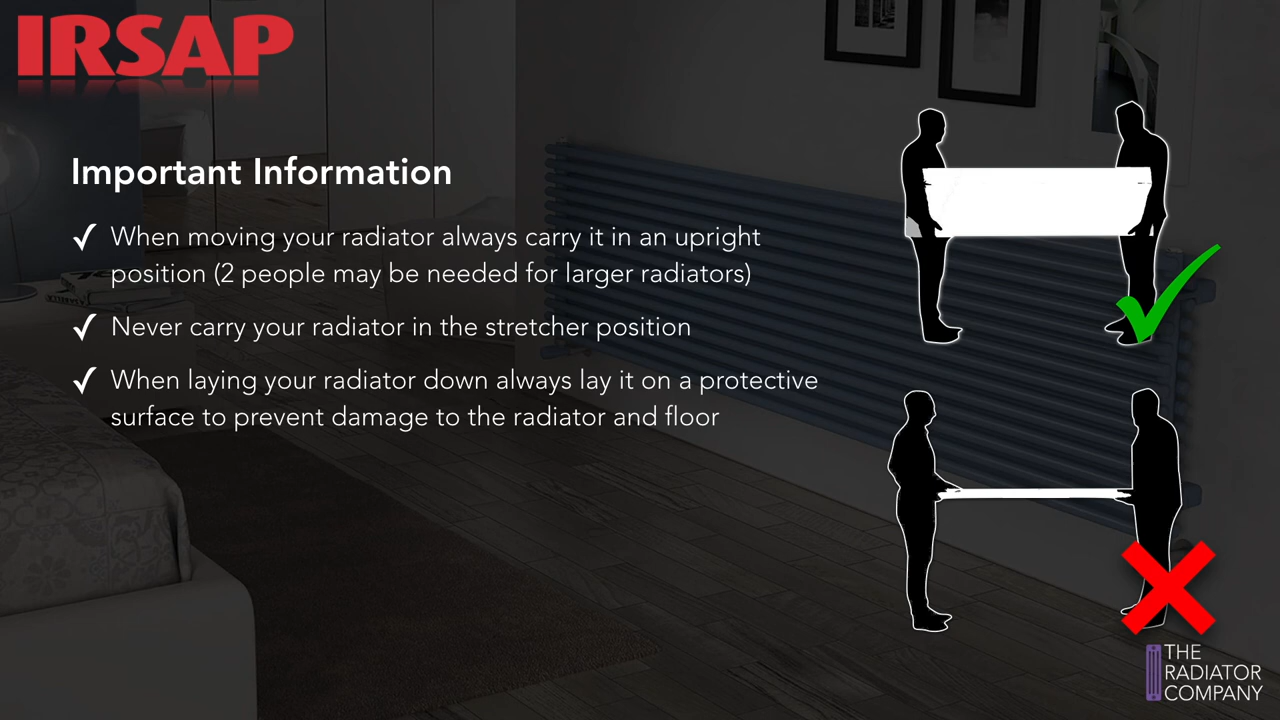 IRSAP
Important Information
✓ When moving your radiator always carry it in an upright
position (2 people may be needed for larger radiators)
✓ Never carry your radiator in the stretcher position
✓ When laying your radiator down always lay it on a protective
surface to prevent damage to the radiator and floor
THE
RADIATOR
COMPANY